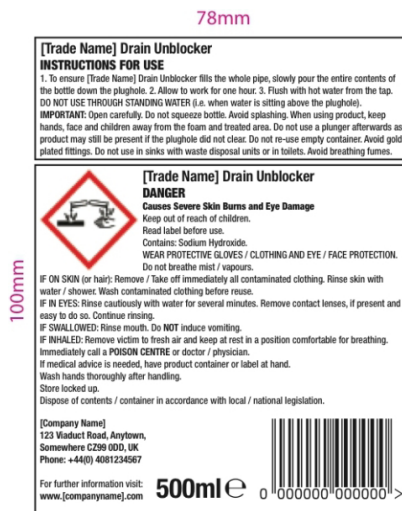 78mm
[Trade Name] Drain Unblocker
INSTRUCTIONS FOR USE
1. To ensure [Trade Name] Drain Unblocker fills the whole pipe, slowly pour the entire contents of
the bottle down the plughole. 2. Allow to work for one hour. 3. Flush with hot water from the tap.
DO NOT USE THROUGH STANDING WATER (i.e. when water is sitting above the plughole).
IMPORTANT: Open carefully. Do not squeeze bottle. Avoid splashing. When using product, keep
hands, face and children away from the foam and treated area. Do not use a plunger afterwards as
product may still be present if the plughole did not clear. Do not re-use empty container. Avoid gold
plated fittings. Do not use in sinks with waste disposal units or in toilets. Avoid breathing fumes.
100mm
[Trade Name] Drain Unblocker
DANGER
Causes Severe Skin Burns and Eye Damage
Keep out of reach of children.
Read label before use.
Contains: Sodium Hydroxide.
WEAR PROTECTIVE GLOVES / CLOTHING AND EYE / FACE PROTECTION.
Do not breathe mist / vapours.
IF ON SKIN (or hair): Remove / Take off immediately all contaminated clothing. Rinse skin with
water / shower. Wash contaminated clothing before reuse.
IF IN EYES: Rinse cautiously with water for several minutes. Remove contact lenses, if present and
easy to do so. Continue rinsing.
IF SWALLOWED: Rinse mouth. Do NOT induce vomiting.
IF INHALED: Remove victim to fresh air and keep at rest in a position comfortable for breathing.
Immediately call a POISON CENTRE or doctor / physician.
If medical advice is needed, have product container or label at hand.
Wash hands thoroughly after handling.
Store locked up.
Dispose of contents / container in accordance with local / national legislation.
[Company Name]
123 Viaduct Road, Anytown,
Somewhere CZ99 0DD, UK
Phone: +44(0) 4081234567
For further information visit:
www.[companyname].com
500ml ℮
0 000000 000000 >